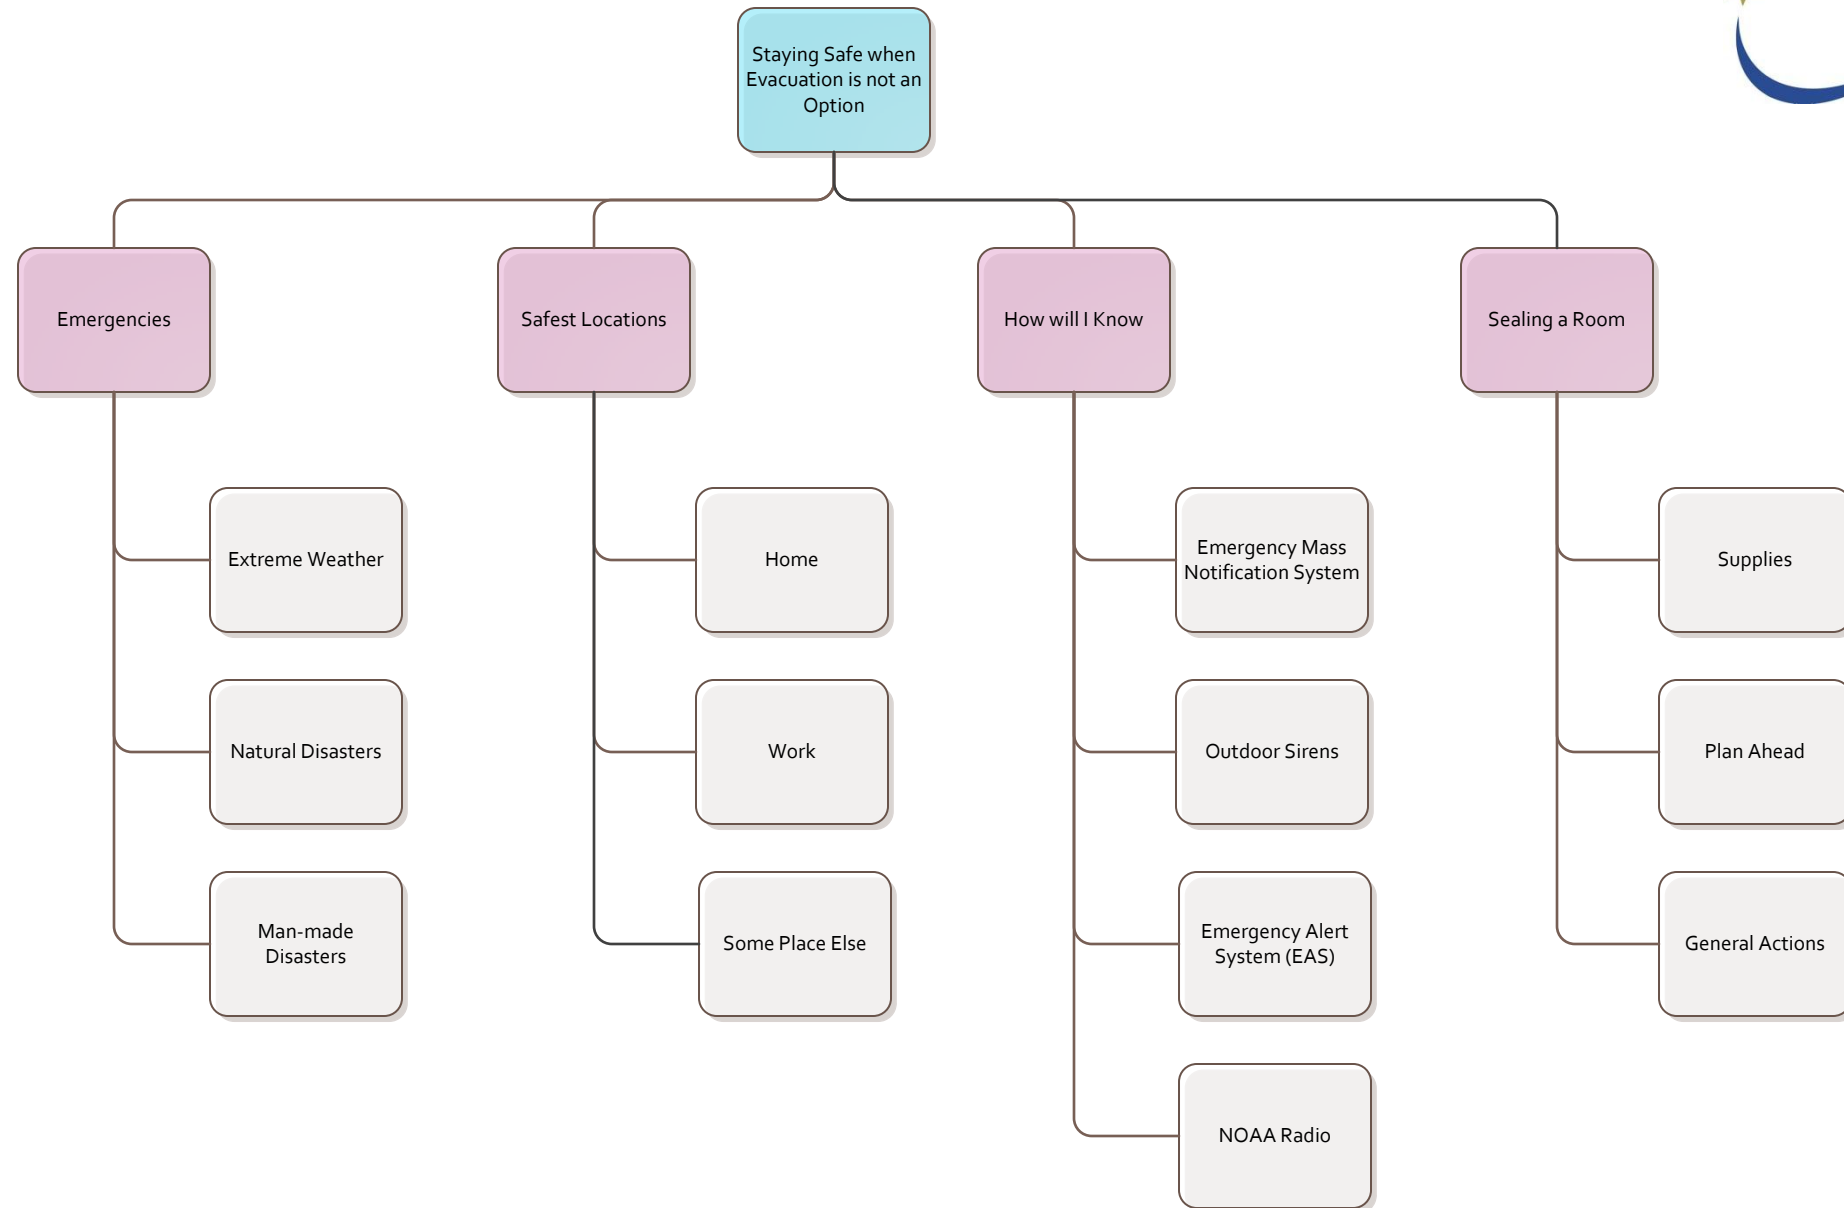 Staying Safe when
Evacuation is not an
Option
Emergencies
Safest Locations
How will I Know
Sealing a Room
Extreme Weather
Home
Emergency Mass
Notification System
Supplies
Natural Disasters
Work
Outdoor Sirens
Plan Ahead
Man-made
Disasters
Some Place Else
Emergency Alert
System (EAS)
General Actions
NOAA Radio